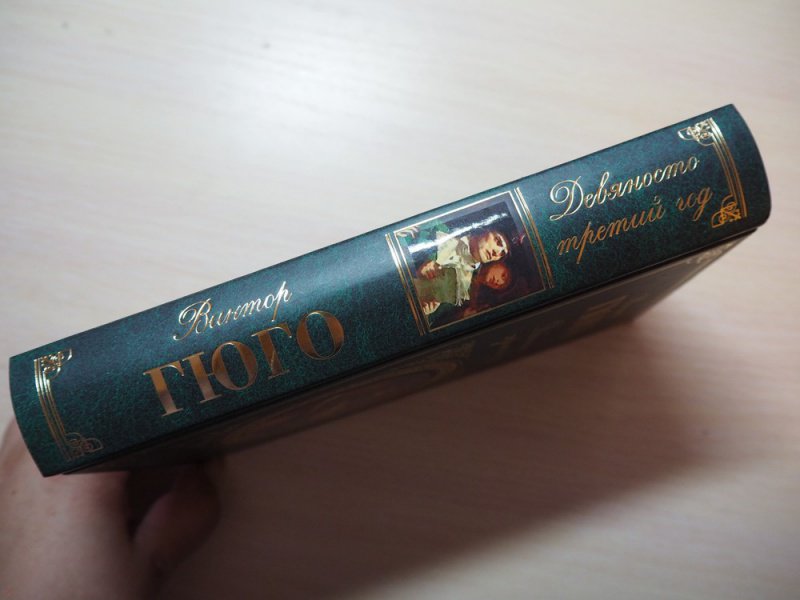 Виктор
ГЮГО
Девяносто
третий год